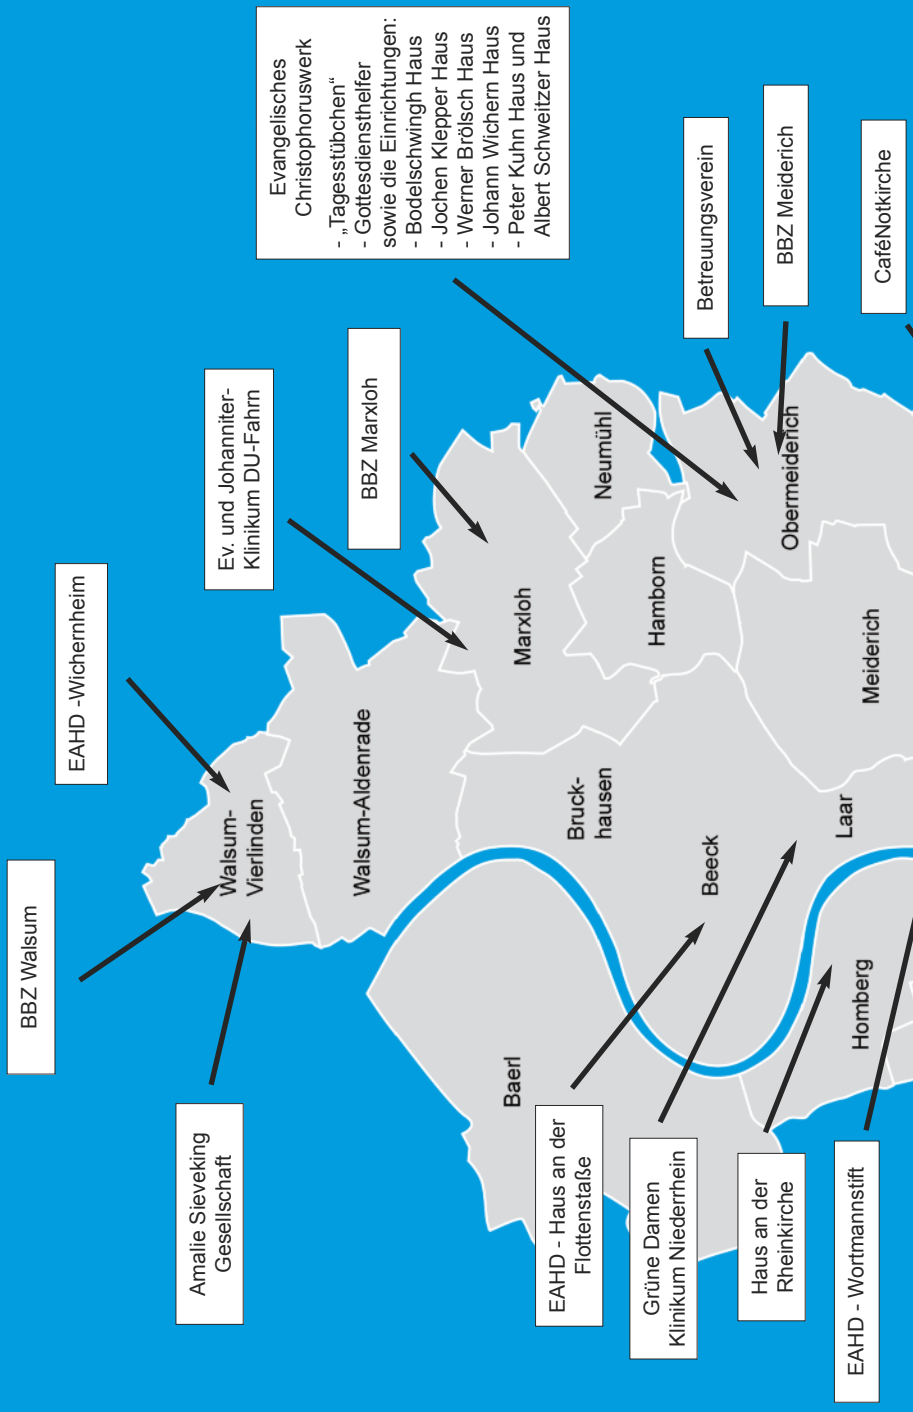 BBZ Walsum
EAHD -Wichernheim
Amalie Sieveking
Gesellschaft
Ev. und Johanniter-
Klinikum DU-Fahrn
BBZ Marxloh
Evangelisches
Christophoruswerk
- „Tagesstübchen“
- Gottesdiensthelfer
sowie die Einrichtungen:
- Bodelschwingh Haus
- Jochen Klepper Haus
- Werner Brölsch Haus
- Johann Wichern Haus
- Peter Kuhn Haus und
Albert Schweitzer Haus
Betreuungsverein
BBZ Meiderich
CaféNotkirche
EAHD - Haus an der
Flottenstaße
Grüne Damen
Klinikum Niederrhein
Haus an der
Rheinkirche
EAHD - Wortmannstift
Walsum-
Vierlinden
Walsum-Aldenrade
Marxloh
Neumühl
Hamborn
Obermeiderich
Meiderich
Bruck-
hausen
Beeck
Laar
Baerl
Homberg